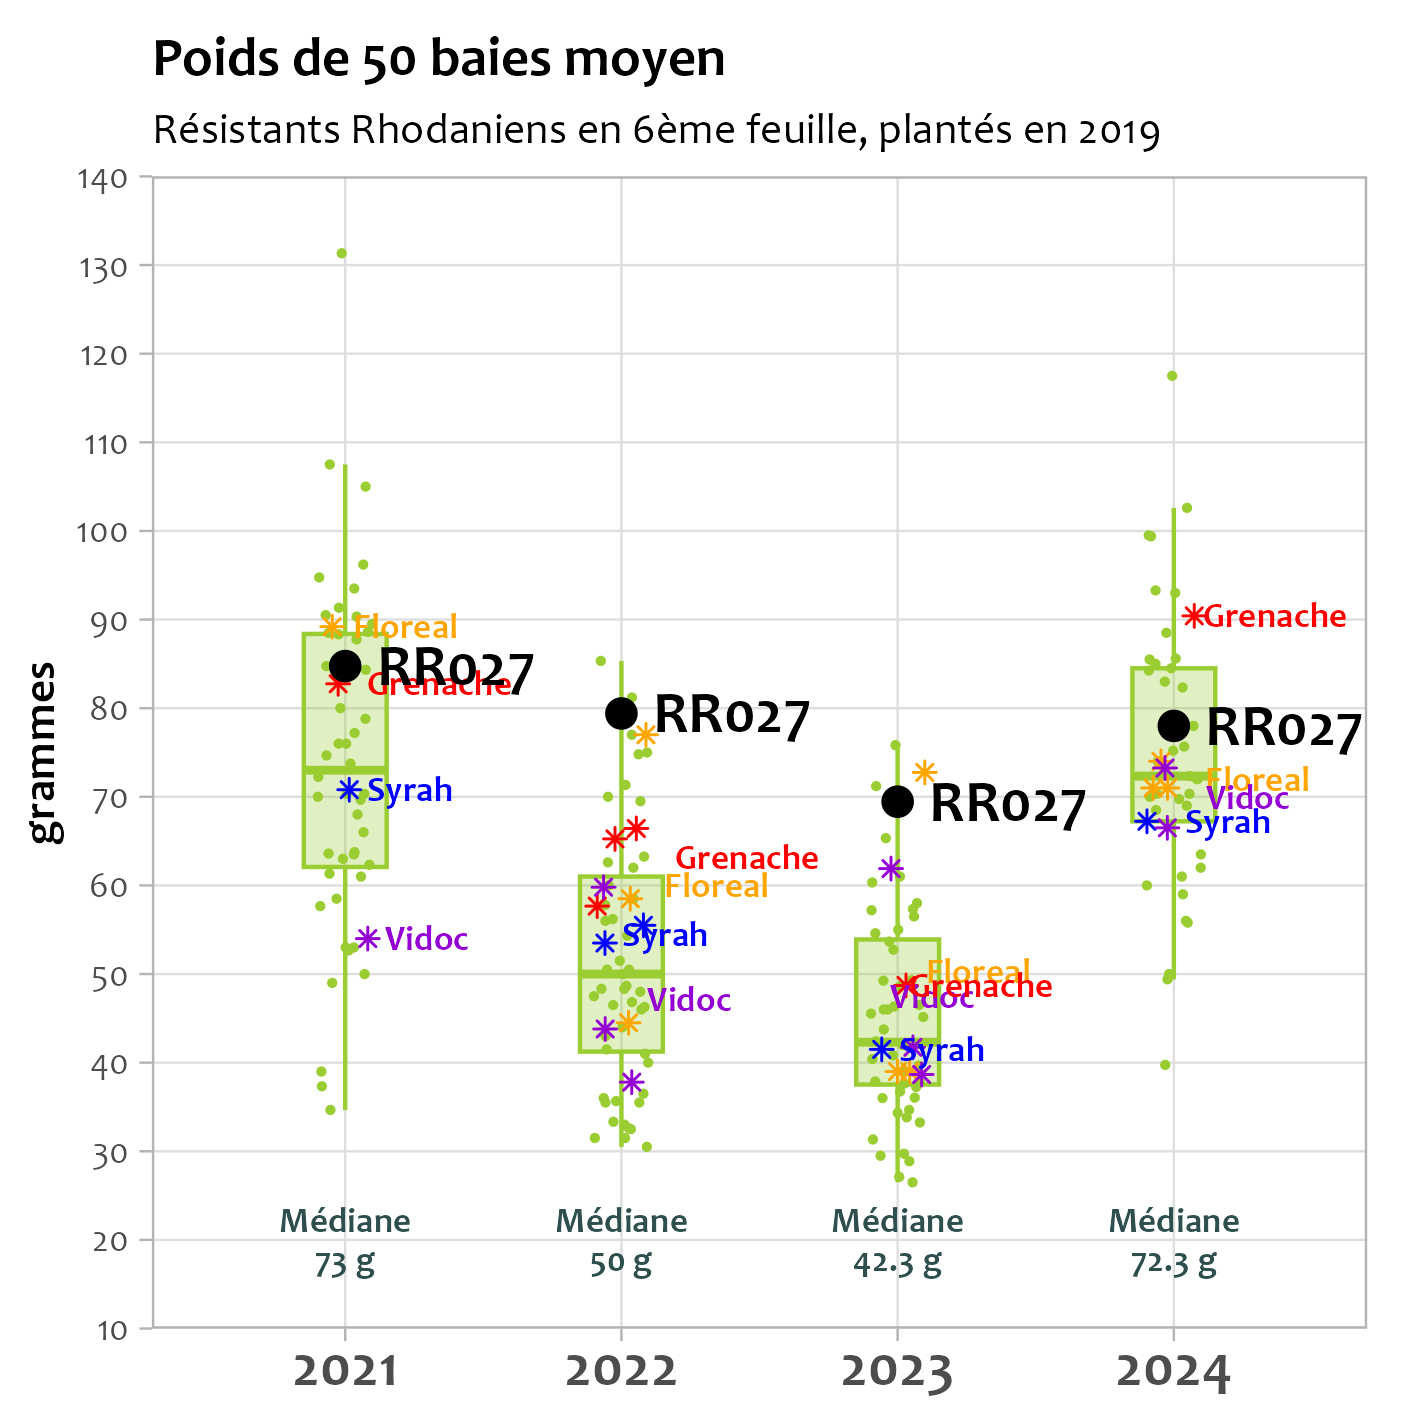 Poids de 50 baies moyen
Résistants Rhodaniens en 6ème feuille, plantés en 2019
grammes
140
130
120
110
100
90
80
70
60
50
40
30
20
10
Floreal
RR027
Grenache
Syrah
Vidoc
Médiane
73 g
2021
RR027
Grenache
Floreal
Syrah
Vidoc
Médiane
50 g
2022
RR027
Floreal
Grenache
Vidoc
Syrah
Médiane
42.3 g
2023
Grenache
RR027
Floreal
Vidoc
Syrah
Médiane
72.3 g
2024